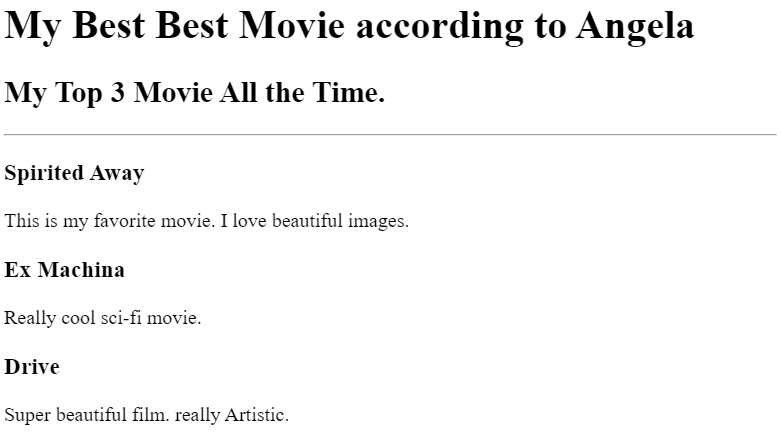 My Best Best Movie according to Angela
My Top 3 Movie All the Time.
Spirited Away
This is my favorite movie. I love beautiful images.
Ex Machina
Really cool sci-fi movie.
Drive
Super beautiful film. really Artistic.